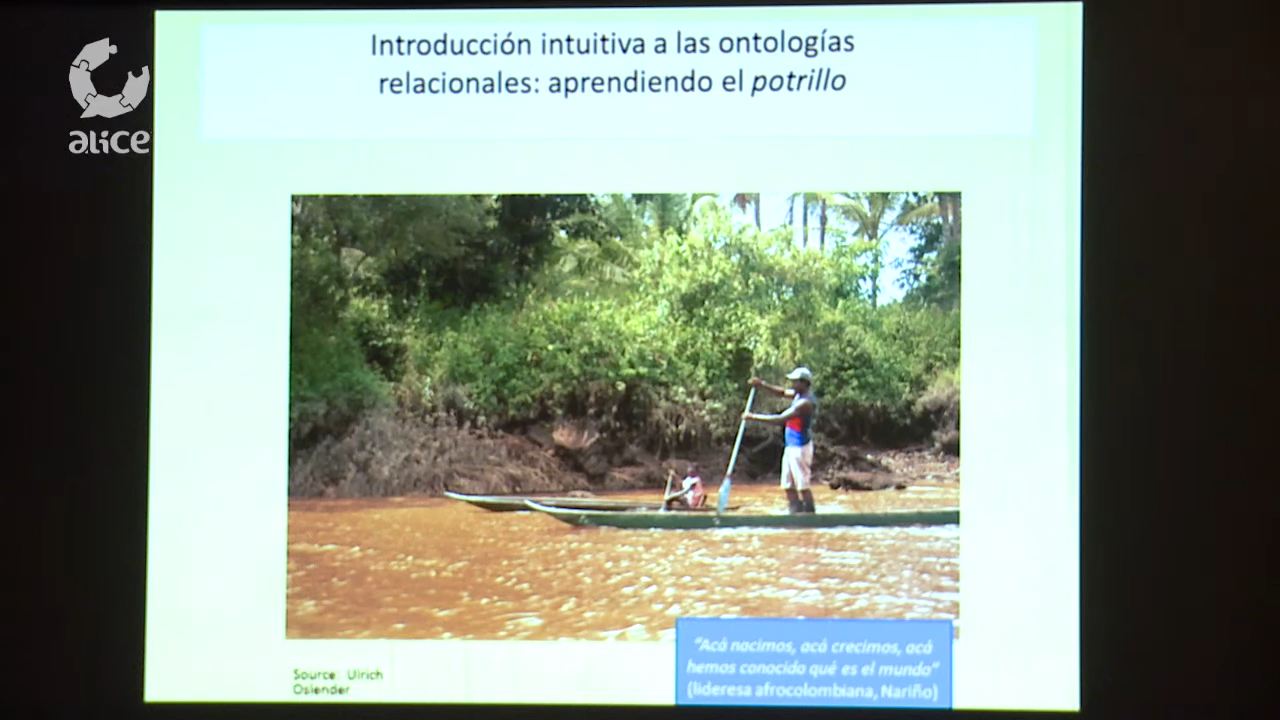 alice
Introducción intuitiva a las ontologías
relacionales: aprendiendo el potrillo
Source: Ulrich
Oslender
"Acá nacimos, acá crecimos, acá
hemos conocido qué es el mundo"
(lideresa afrocolombiana, Nariño)